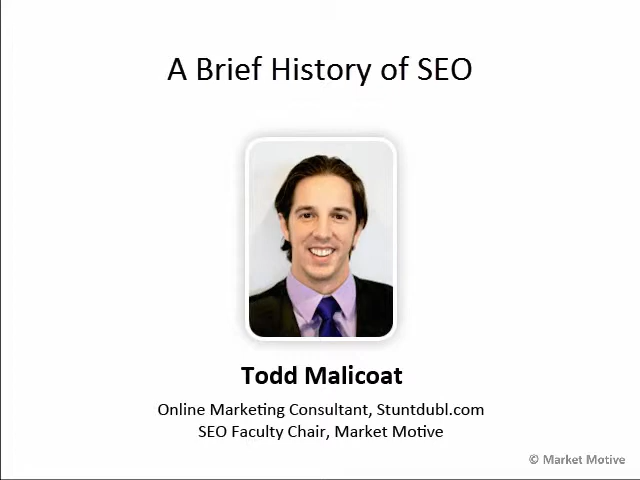 A Brief History of SEO
Todd Malicoat
Online Marketing Consultant, Stuntdubl.com
SEO Faculty Chair, Market Motive
© Market Motive